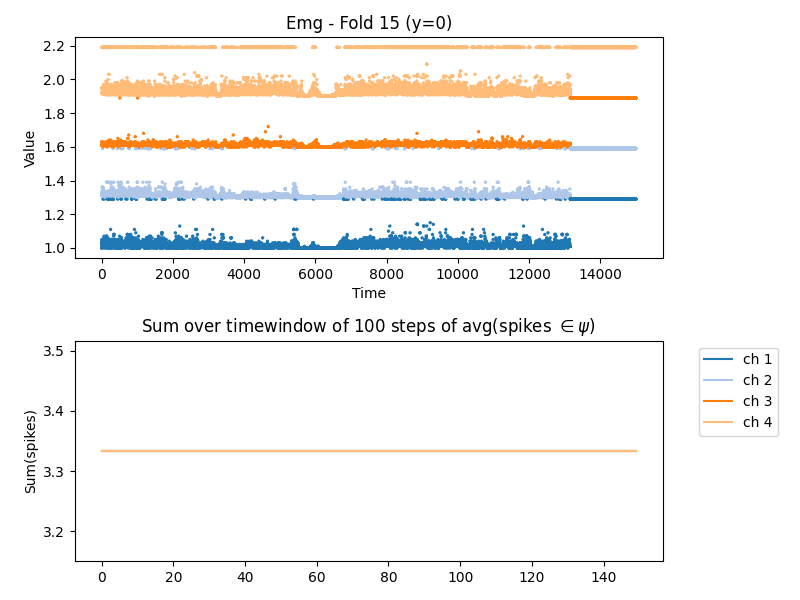 Emg - Fold 15 (y=0)
Value
2.2
2.0
1.8
1.6
1.4
1.2
1.0
0 2000 4000 6000 8000 10000 12000 14000
Time
Sum over timewindow of 100 steps of avg(spikes ∈ ψ)
Sum(spikes)
3.5
3.4
3.3
3.2
0 20 40 60 80 100 120 140
ch 1
ch 2
ch 3
ch 4